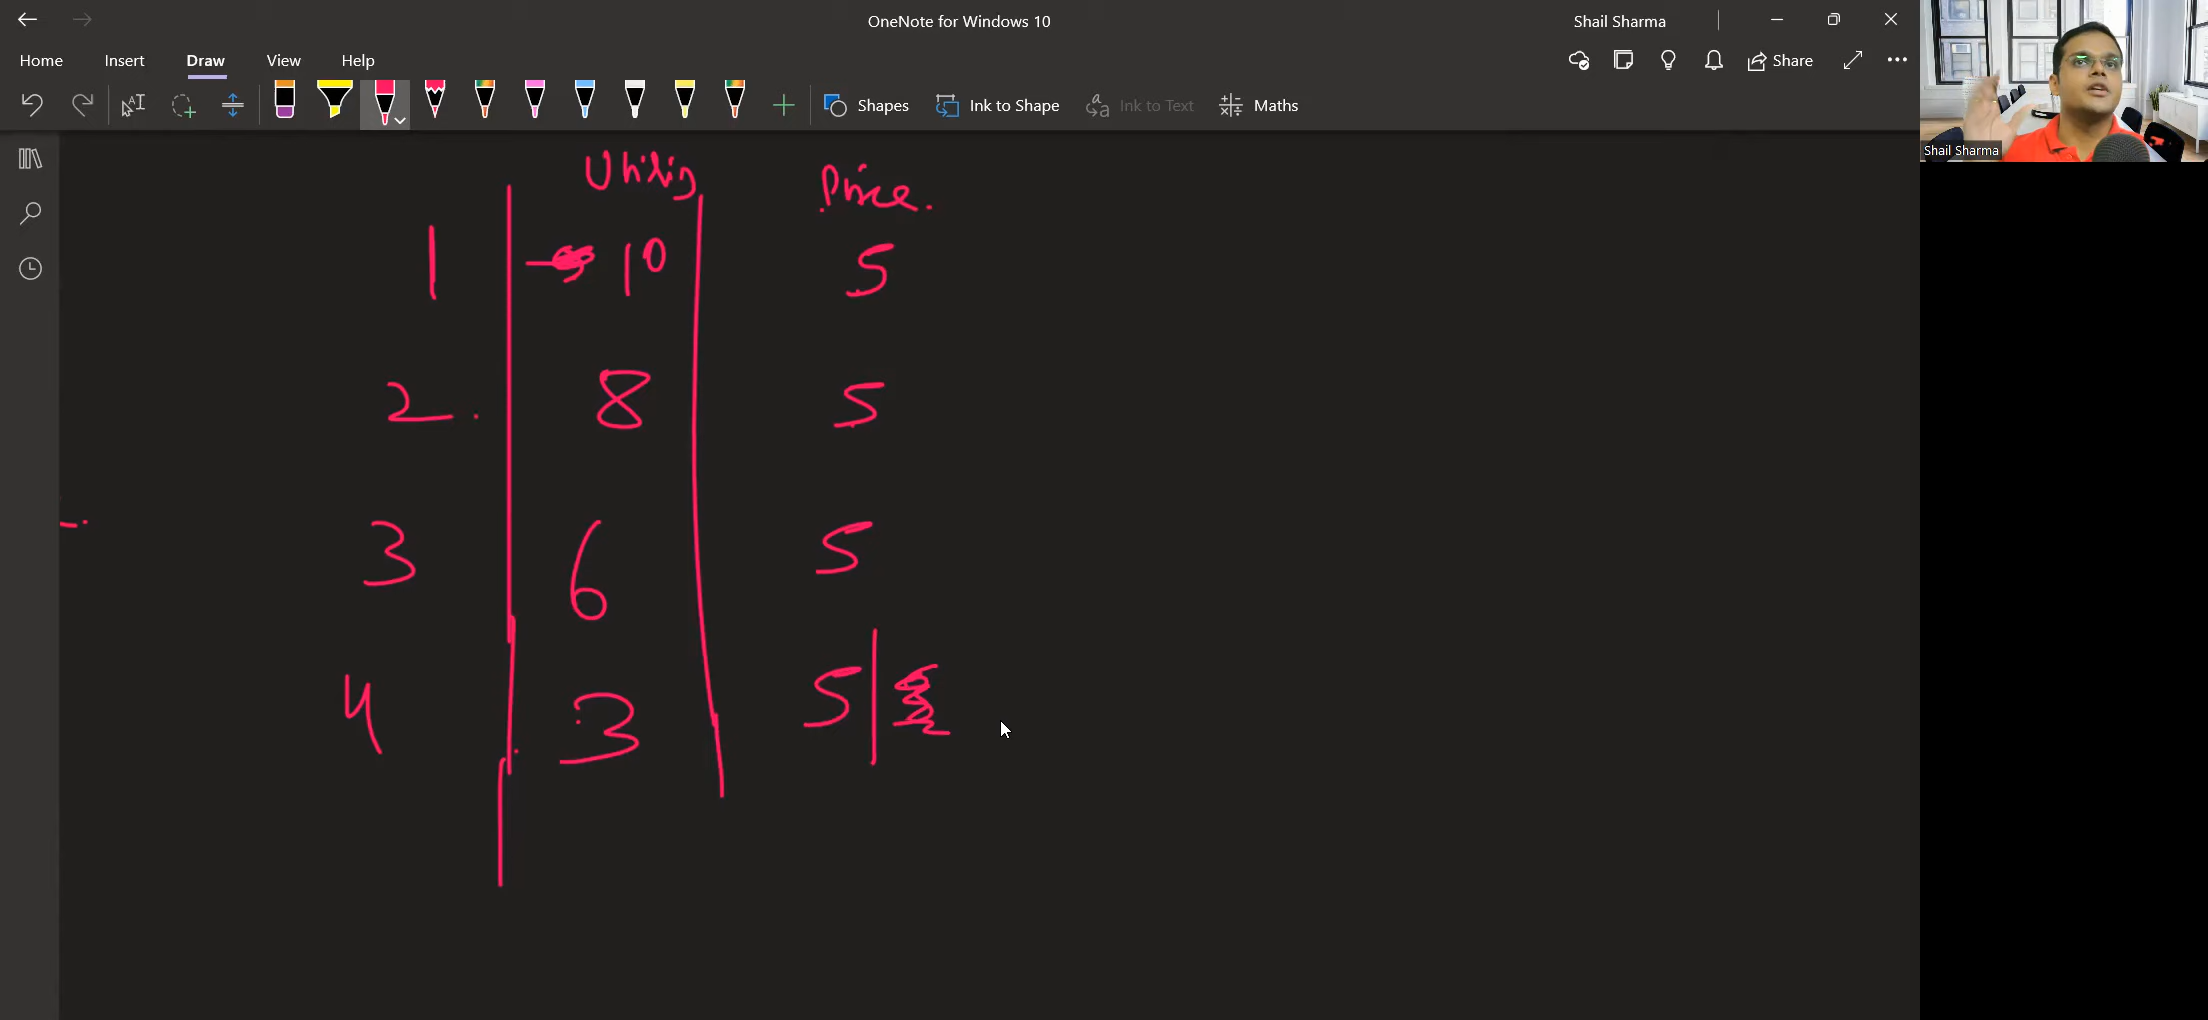 OneNote for Windows 10
Shail Sharma
Home Insert Draw View Help
Share
Shapes Ink to Shape Ink to Text Maths
Shail Sharma
Utility Price.
1 10 5
2. 8 5
3 6 5
4 3 5